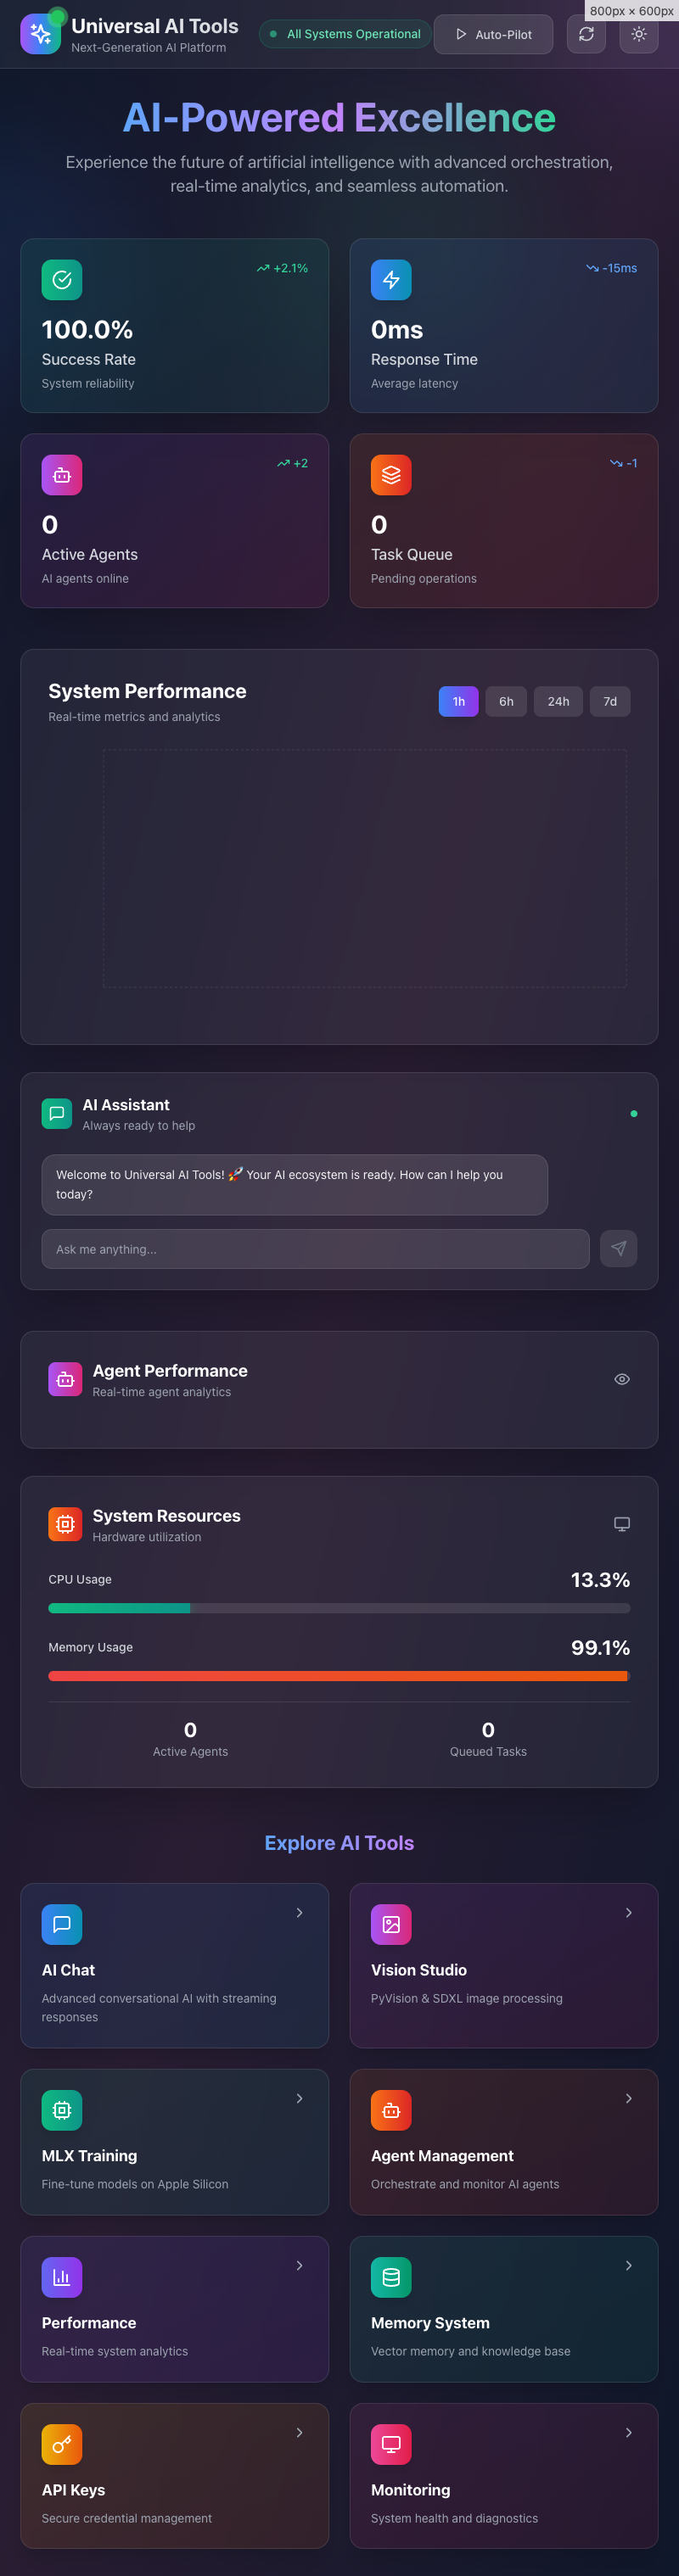 Universal AI Tools
Next-Generation AI Platform
All Systems Operational
Auto-Pilot
800px × 600px
AI-Powered Excellence
Experience the future of artificial intelligence with advanced orchestration,
real-time analytics, and seamless automation.
+2.1%
100.0%
Success Rate
System reliability
-15ms
0ms
Response Time
Average latency
+2
0
Active Agents
AI agents online
-1
0
Task Queue
Pending operations
System Performance
Real-time metrics and analytics
1h
6h
24h
7d
AI Assistant
Always ready to help
Welcome to Universal AI Tools! 🚀 Your AI ecosystem is ready. How can I help you
today?
Ask me anything...
Agent Performance
Real-time agent analytics
System Resources
Hardware utilization
CPU Usage
13.3%
Memory Usage
99.1%
0
Active Agents
0
Queued Tasks
Explore AI Tools
AI Chat
Advanced conversational AI with streaming
responses
Vision Studio
PyVision & SDXL image processing
MLX Training
Fine-tune models on Apple Silicon
Agent Management
Orchestrate and monitor AI agents
Performance
Real-time system analytics
Memory System
Vector memory and knowledge base
API Keys
Secure credential management
Monitoring
System health and diagnostics